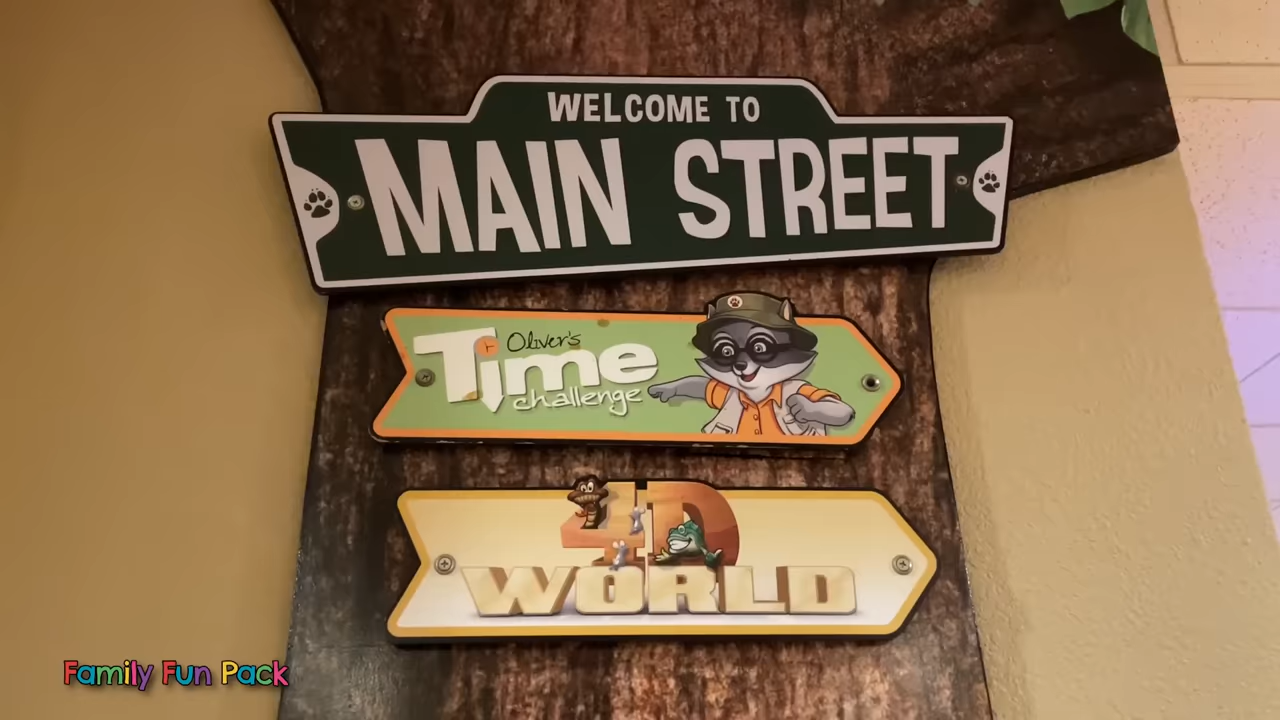 WELCOME TO
MAIN STREET
Oliver's
Time
challenge
4D
WORLD
Family Fun Pack